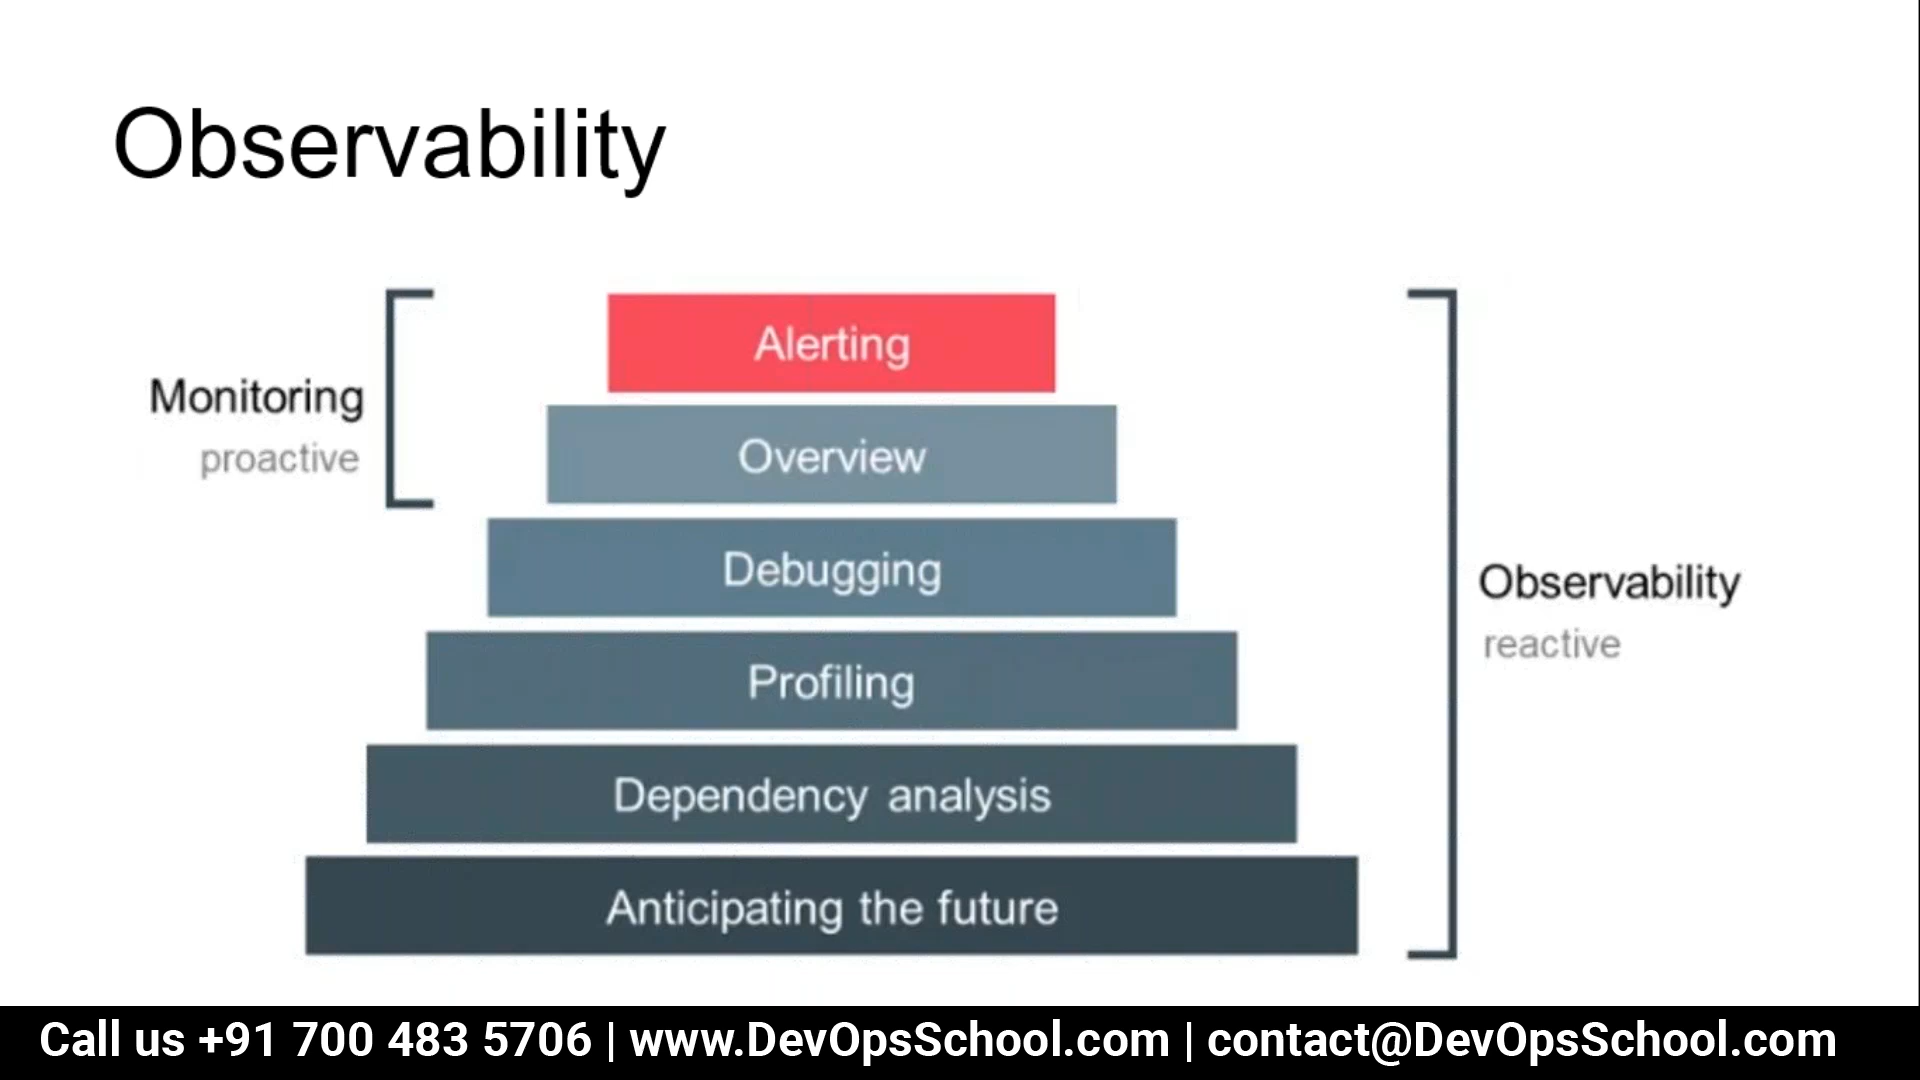 Observability
Monitoring
proactive
Alerting
Overview
Debugging
Profiling
Dependency analysis
Anticipating the future
Observability
reactive
Call us +91 700 483 5706 | www.DevOpsSchool.com | contact@DevOpsSchool.com